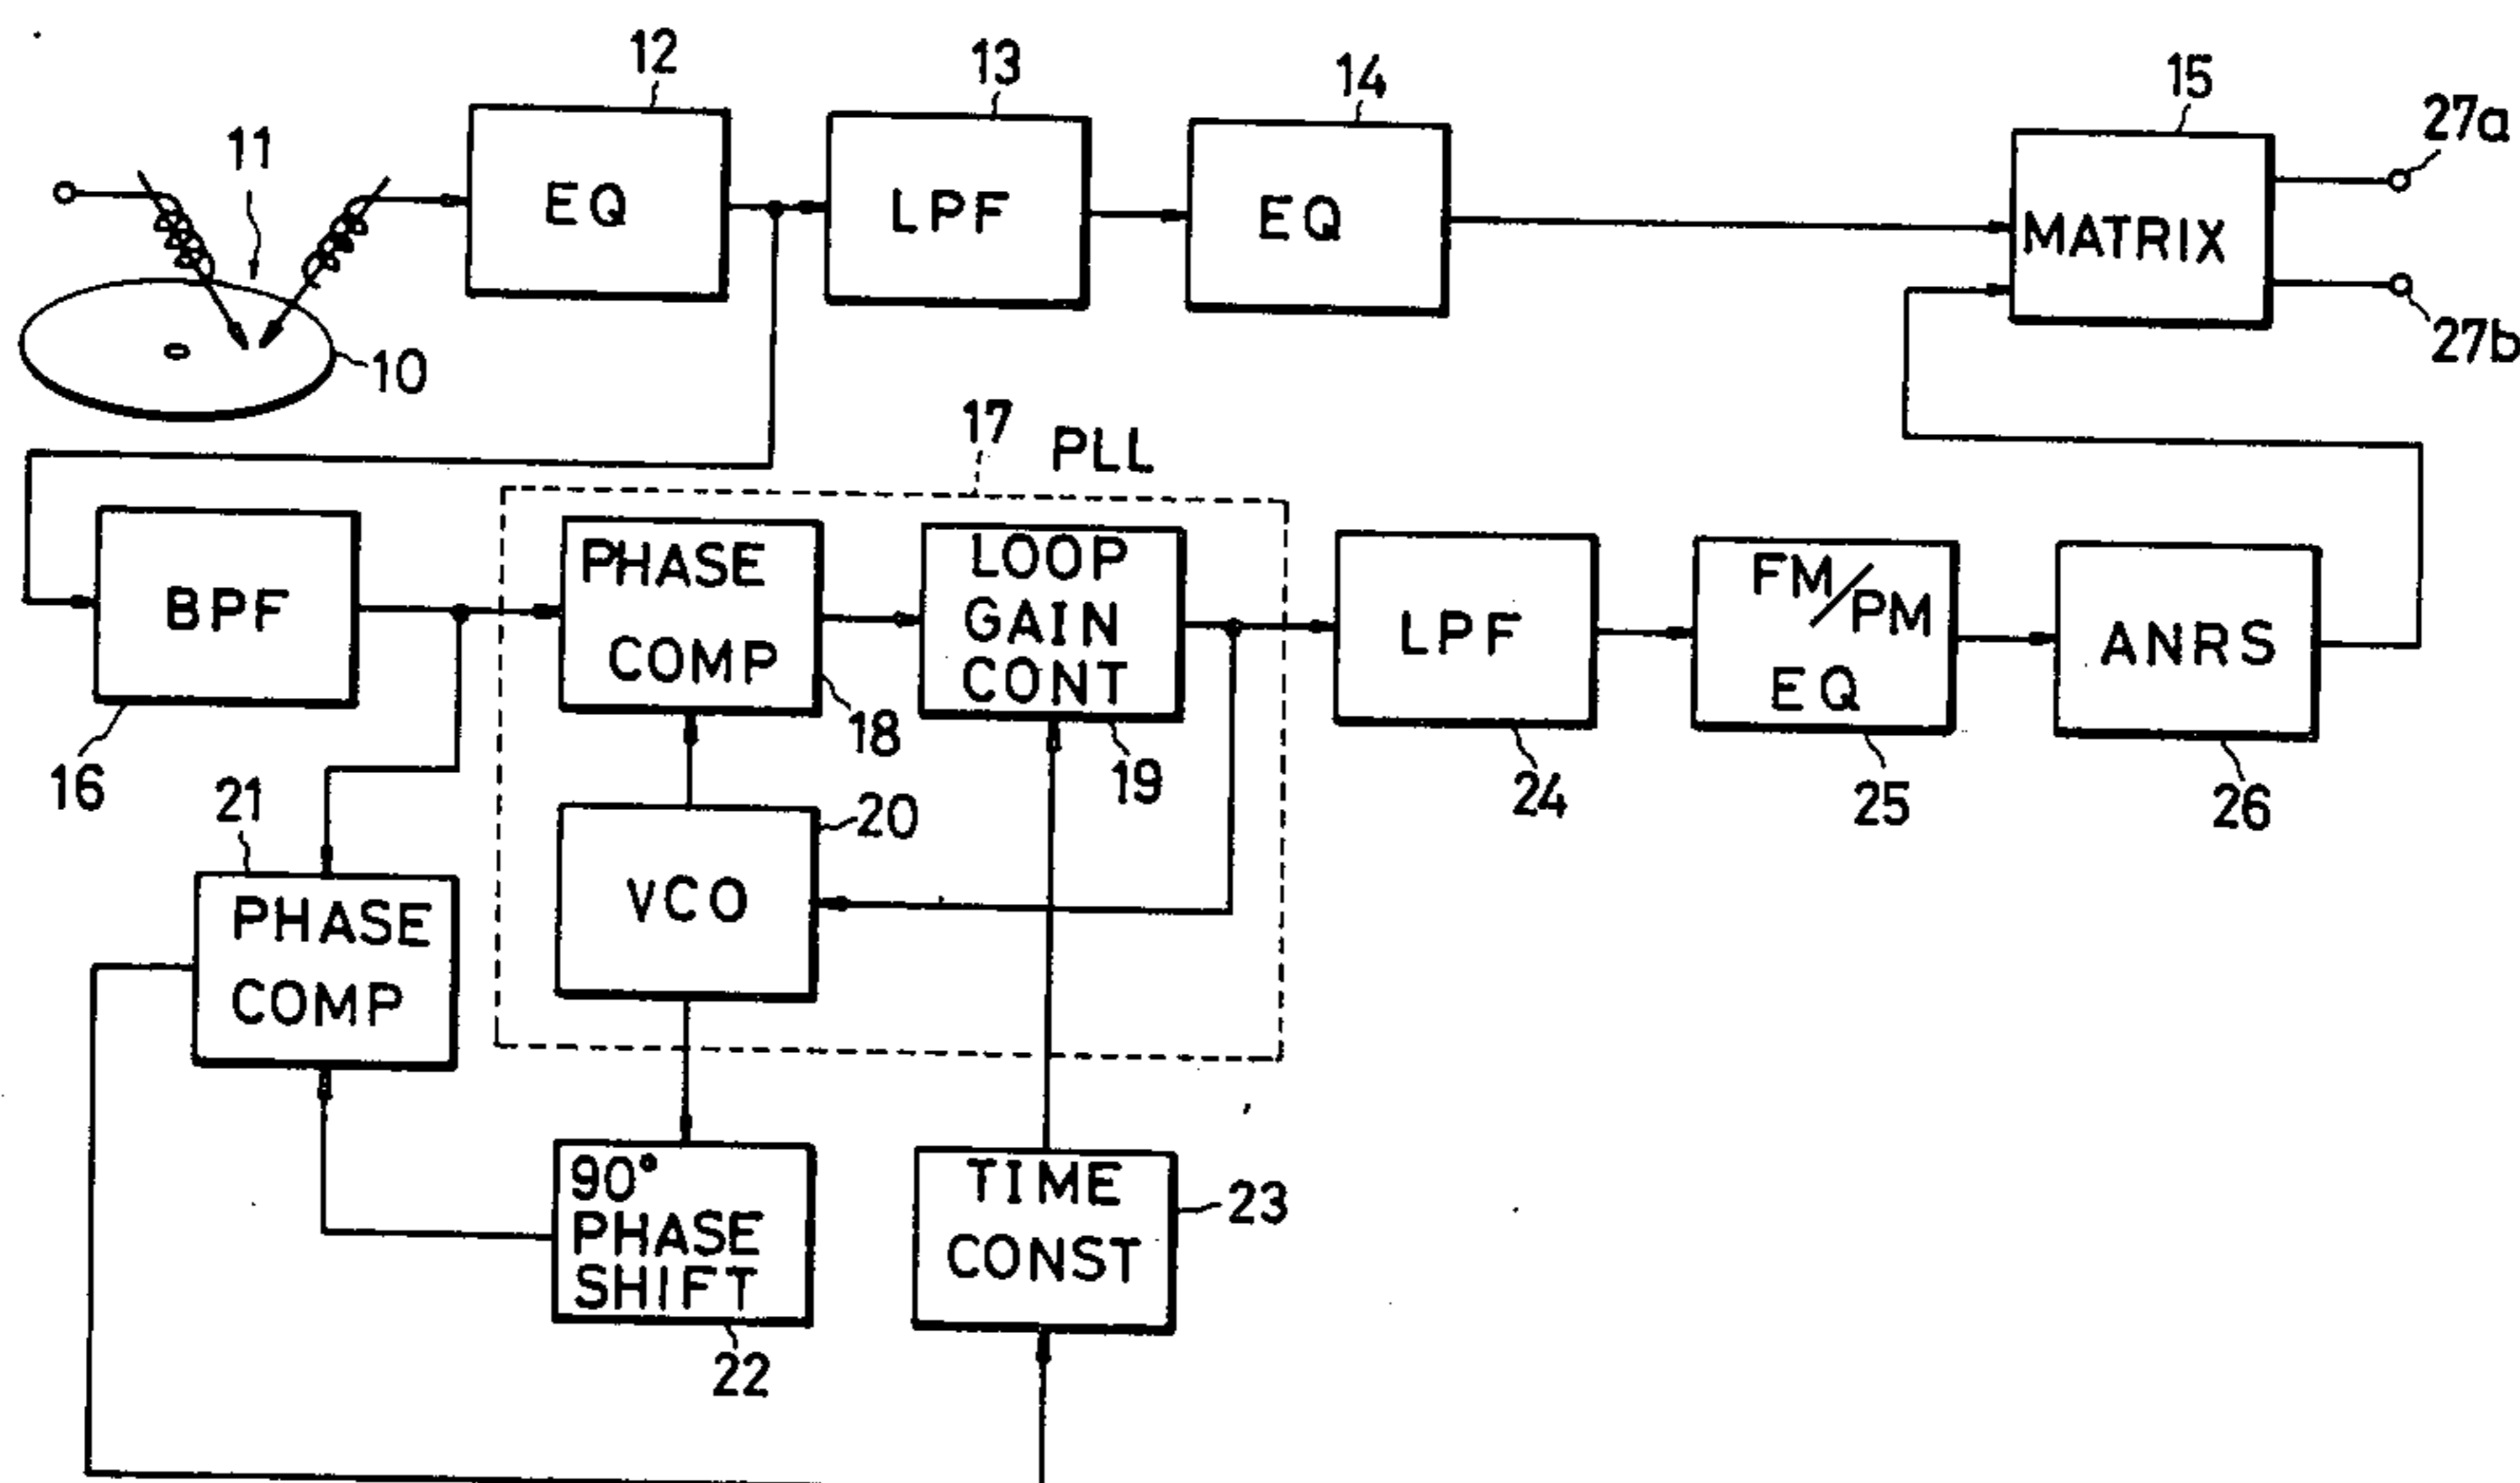 12
13
14
15
27a
11
EQ
LPF
EQ
MATRIX
27b
10
17
PLL
BPF
PHASE
COMP
LOOP
GAIN
CONT
LPF
FM/PM
EQ
ANRS
16
18
19
24
25
26
21
20
PHASE
COMP
VCO
90°
PHASE
SHIFT
22
TIME
CONST
23